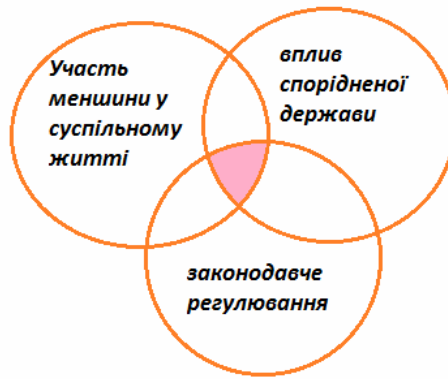 Участь
меншини у
суспільному
житті
вплив
спорідненої
держави
законодавче
регулювання